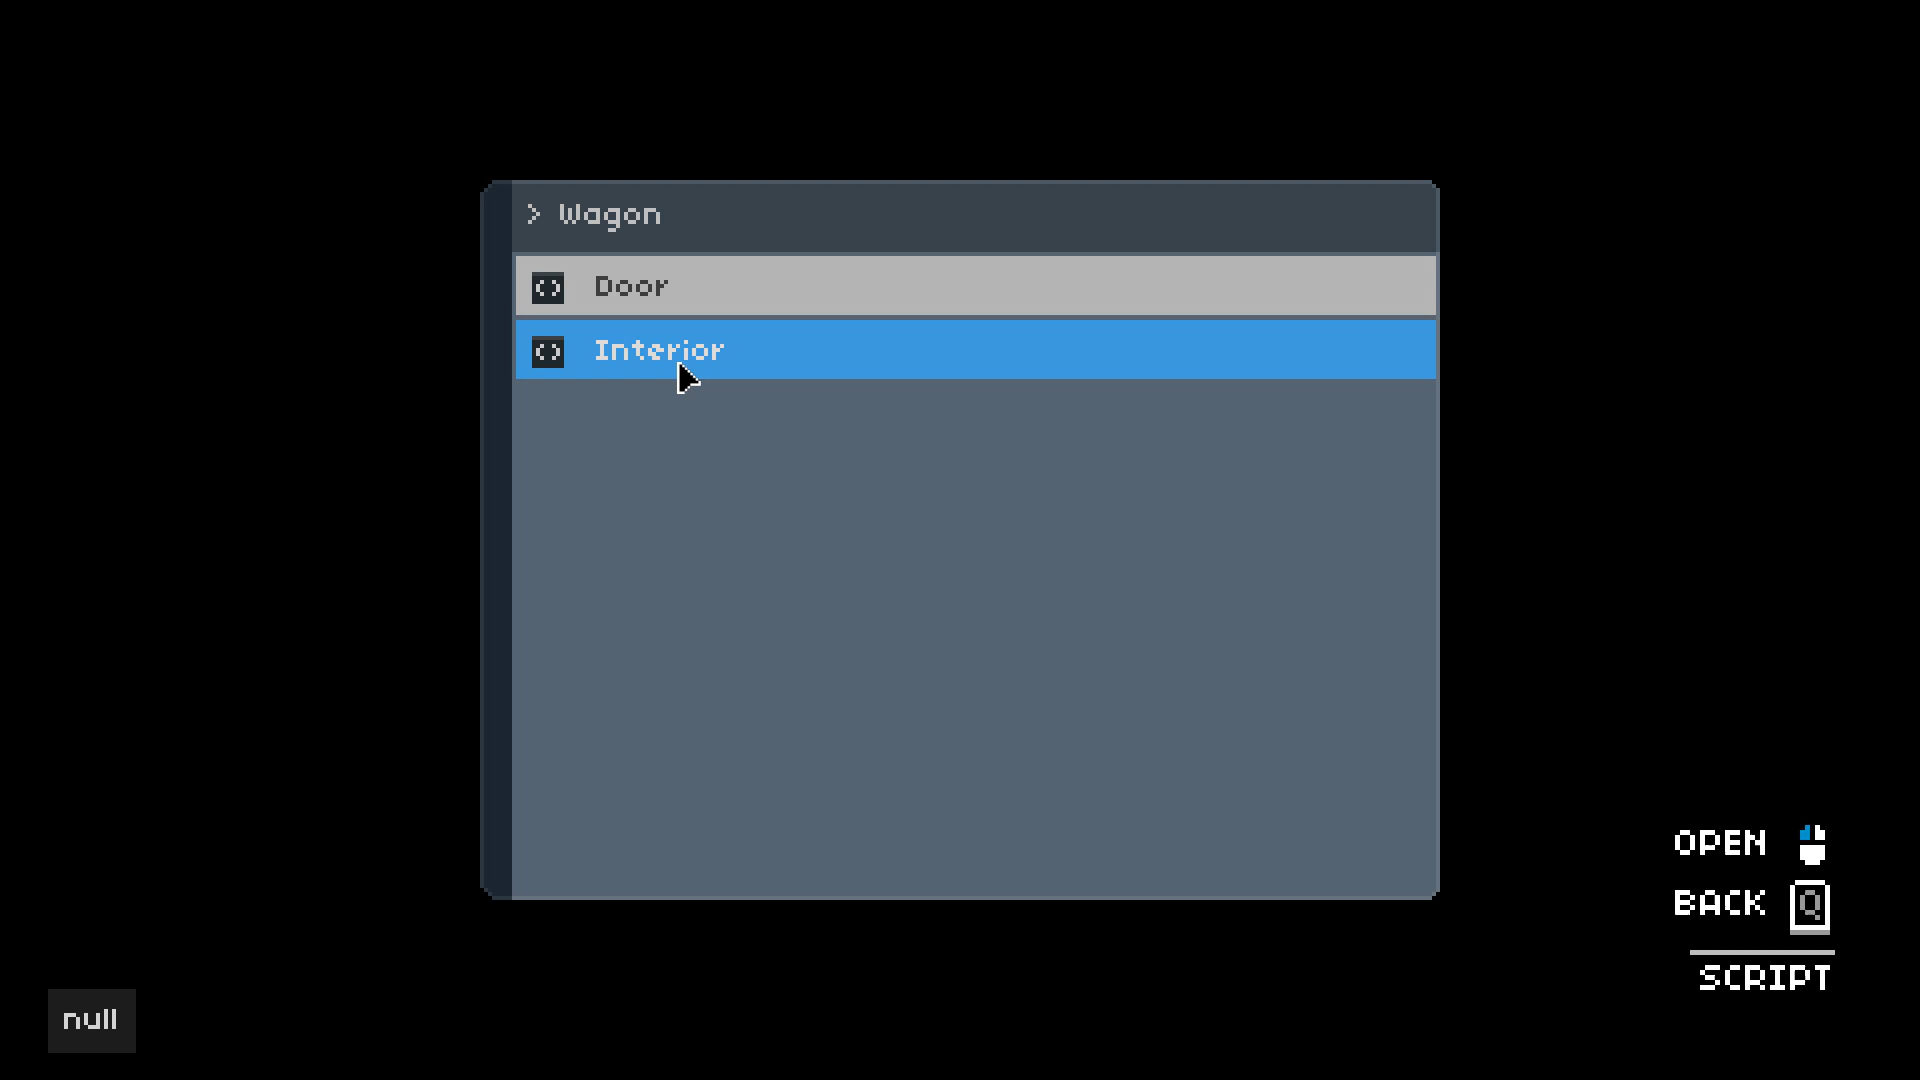 > Wagon
Door
Interior
OPEN
BACK Q
SCRIPT
null